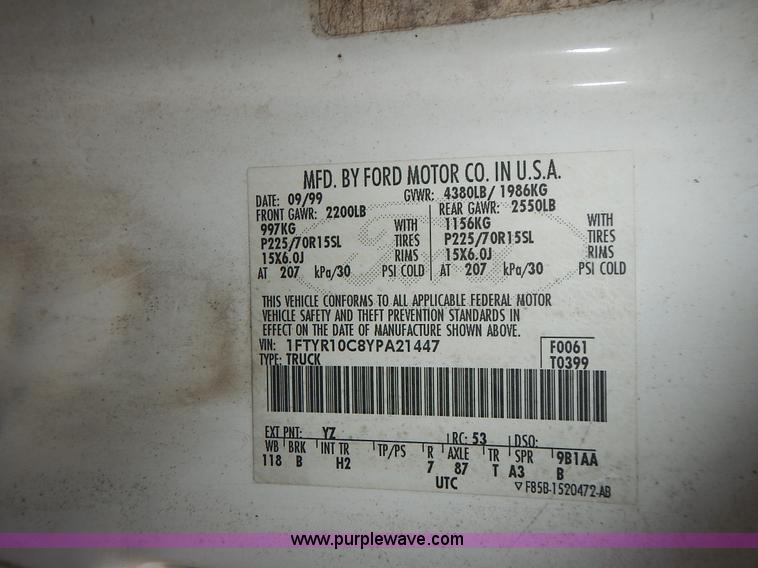 MFD. BY FORD MOTOR CO. IN U.S.A.
DATE: 09/99 GVWR: 4380LB/ 1986KG
FRONT GAWR: 2200LB REAR GAWR: 2550LB
997KG WITH 1156KG WITH
P225/70R15SL TIRES P225/70R15SL TIRES
15X6.0J RIMS 15X6.0J RIMS
AT 207 kPa/30 PSI COLD AT 207 kPa/30 PSI COLD
THIS VEHICLE CONFORMS TO ALL APPLICABLE FEDERAL MOTOR
VEHICLE SAFETY AND THEFT PREVENTION STANDARDS IN
EFFECT ON THE DATE OF MANUFACTURE SHOWN ABOVE.
VIN: 1FTYR10C8YPA21447 F0061
TYPE: TRUCK T0399
EXT PNT: YZ RC: 53 DSO:
WB BRK INT TR TP/PS R AXLE TR SPR 9B1AA
118 B H2 7 87 T A3 B
UTC ▽ F85B-1520472-AB
www.purplewave.com